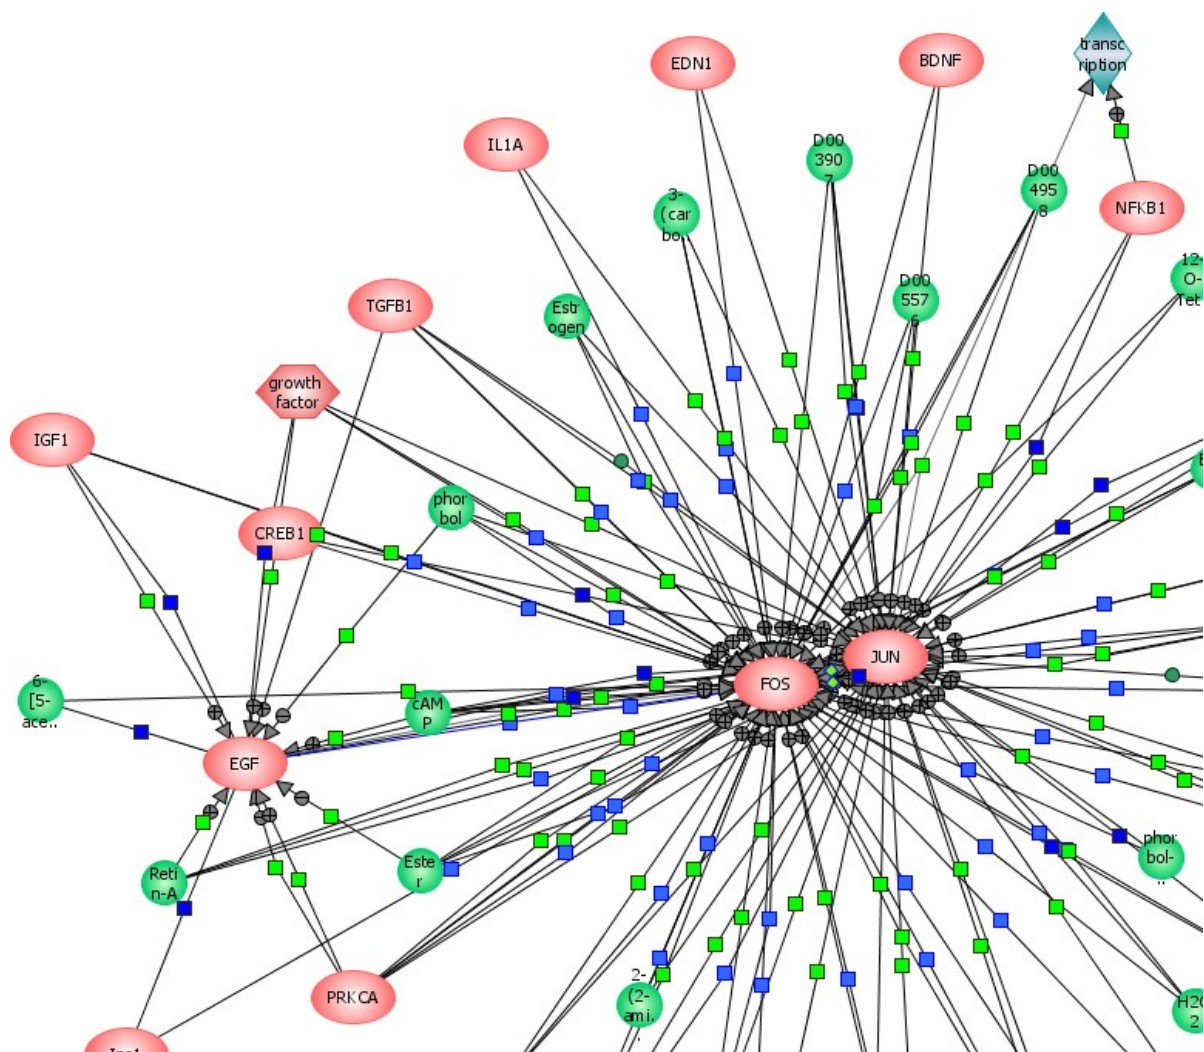 transc
ription
EDN1
BDNF
IL1A
D00
390
7
D00
495
8
NFKB1
3-
(car
bo..
12-
O-
Tet
D00
557
6
Estr
ogen
TGFB1
growth
factor
IGF1
phor
bol
CREB1
JUN
FOS
6-
[5-
ace..
cAM
P
EGF
phor
bol-
..
Reti
n-A
Este
r
PRKCA
2-
(2-
ami.
.
H2O
2